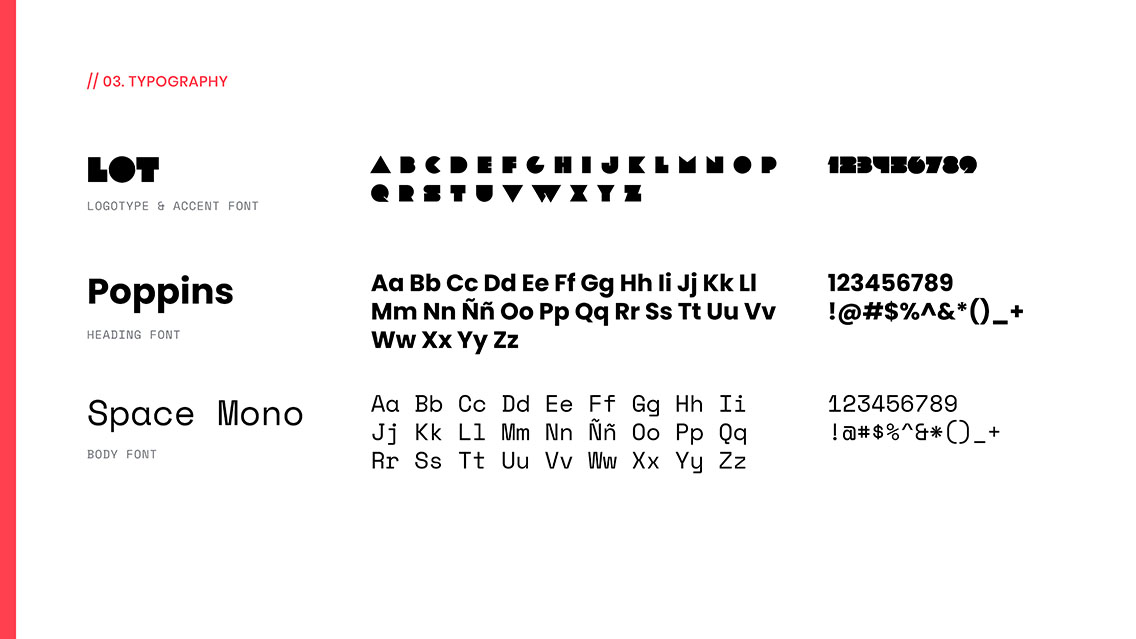 // 03. TYPOGRAPHY
LOT
LOGOTYPE & ACCENT FONT
A B C D E F G H I J K L M N O P
Q R S T U V W X Y Z
123456789
Poppins
HEADING FONT
Aa Bb Cc Dd Ee Ff Gg Hh Ii Jj Kk Ll
Mm Nn Ññ Oo Pp Qq Rr Ss Tt Uu Vv
Ww Xx Yy Zz
123456789
!@#$%^&*()_+
Space Mono
BODY FONT
Aa Bb Cc Dd Ee Ff Gg Hh Ii
Jj Kk Ll Mm Nn Ññ Oo Pp Qq
Rr Ss Tt Uu Vv Ww Xx Yy Zz
123456789
!@#$%^&*()_+